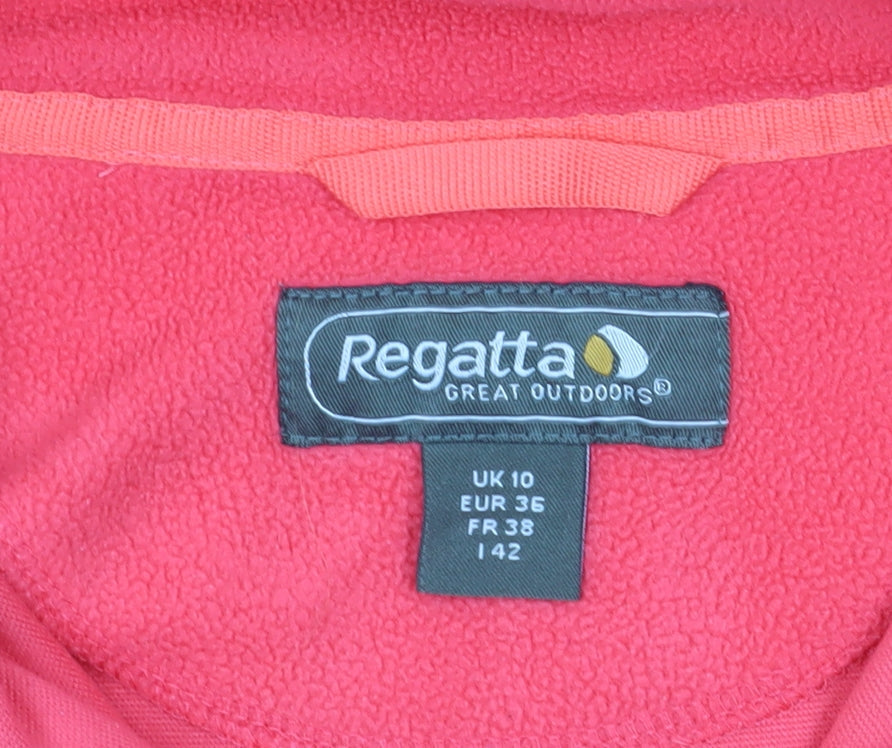 Regatta
GREAT OUTDOORS®
UK 10
EUR 36
FR 38
I 42